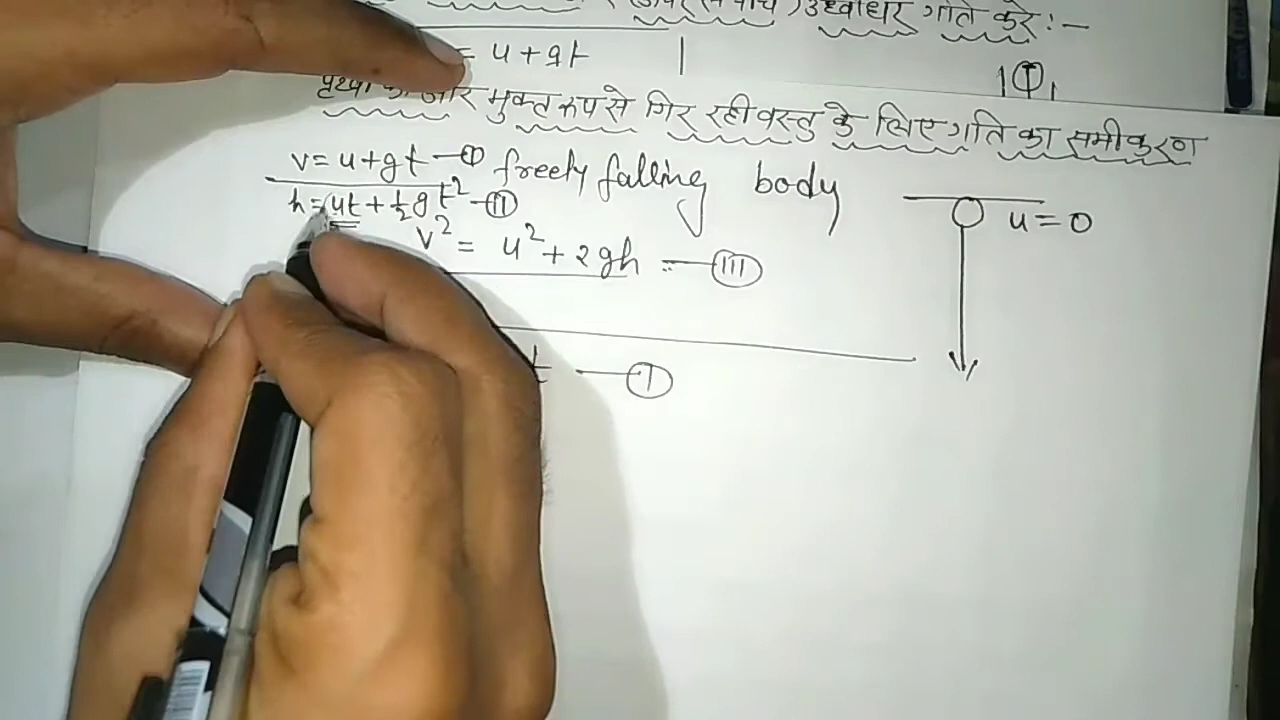 उर्ध्वाधर गति करे :-
= u + gt
पृथ्वी की ओर मुक्त रूप से गिर रही वस्तु के लिए गति का समीकरण
v = u + gt — I freely falling body
h = ut + ½gt² — II
u = 0
v² = u² + 2gh — III
t — I